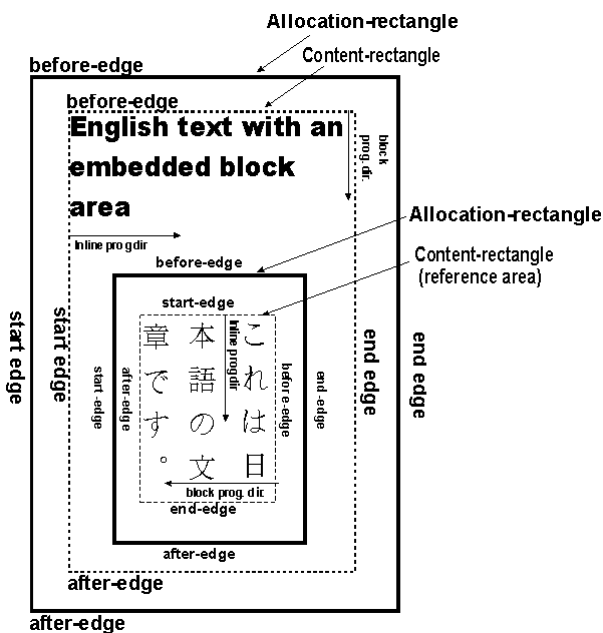 Allocation-rectangle
Content-rectangle
before-edge
before-edge
English text with an
embedded block
area
block
prog. dir.
Inline prog dir
Allocation-rectangle
Content-rectangle
(reference area)
before-edge
start-edge
start edge
start edge
start-edge
after-edge
これは日
本語の文
章です。
Inline prog dir
before-edge
end-edge
end edge
end edge
block prog. dir.
end-edge
after-edge
after-edge
after-edge